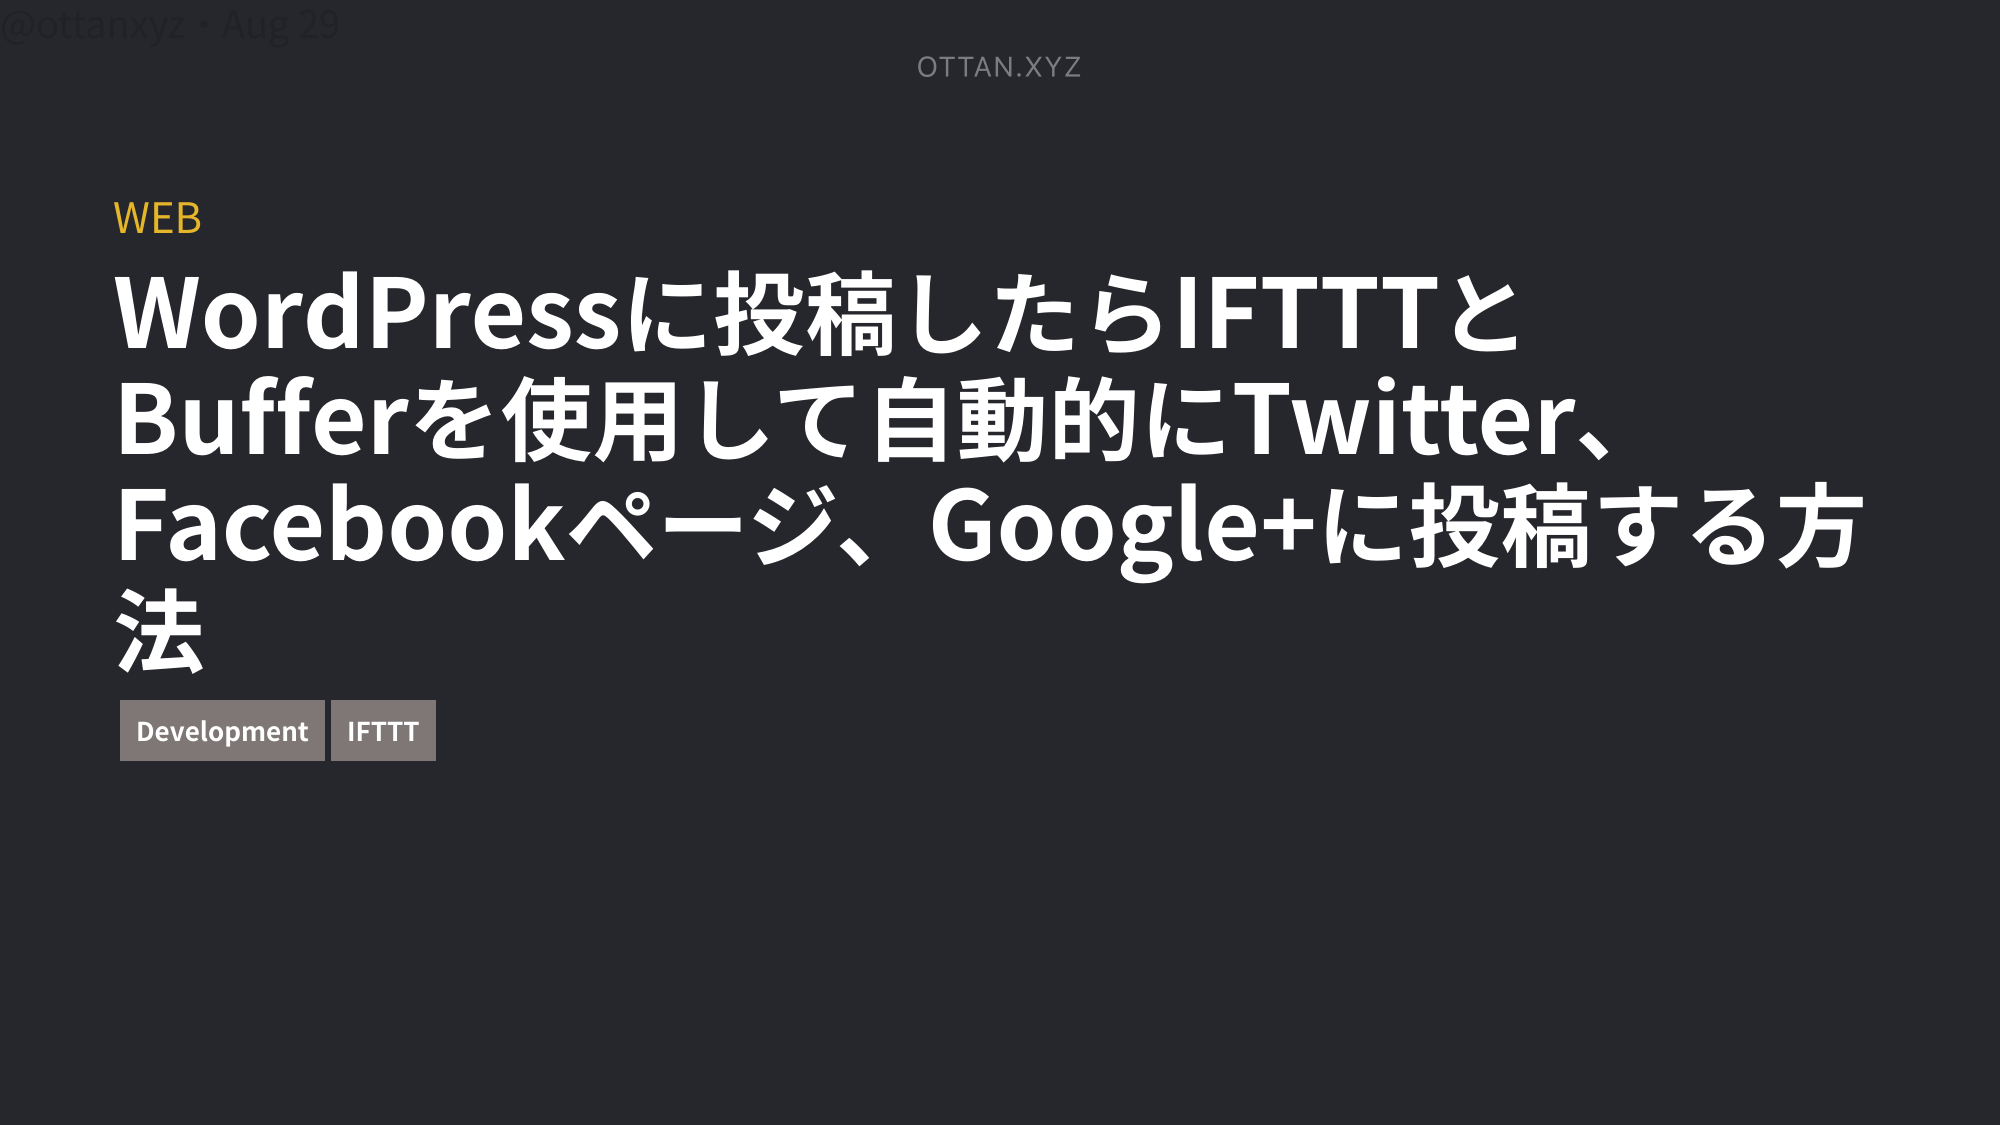 @ottanxyz・Aug 29
OTTAN.XYZ
WEB
WordPressに投稿したらIFTTTと
Bufferを使用して自動的にTwitter、
Facebookページ、Google+に投稿する方
法
Development IFTTT